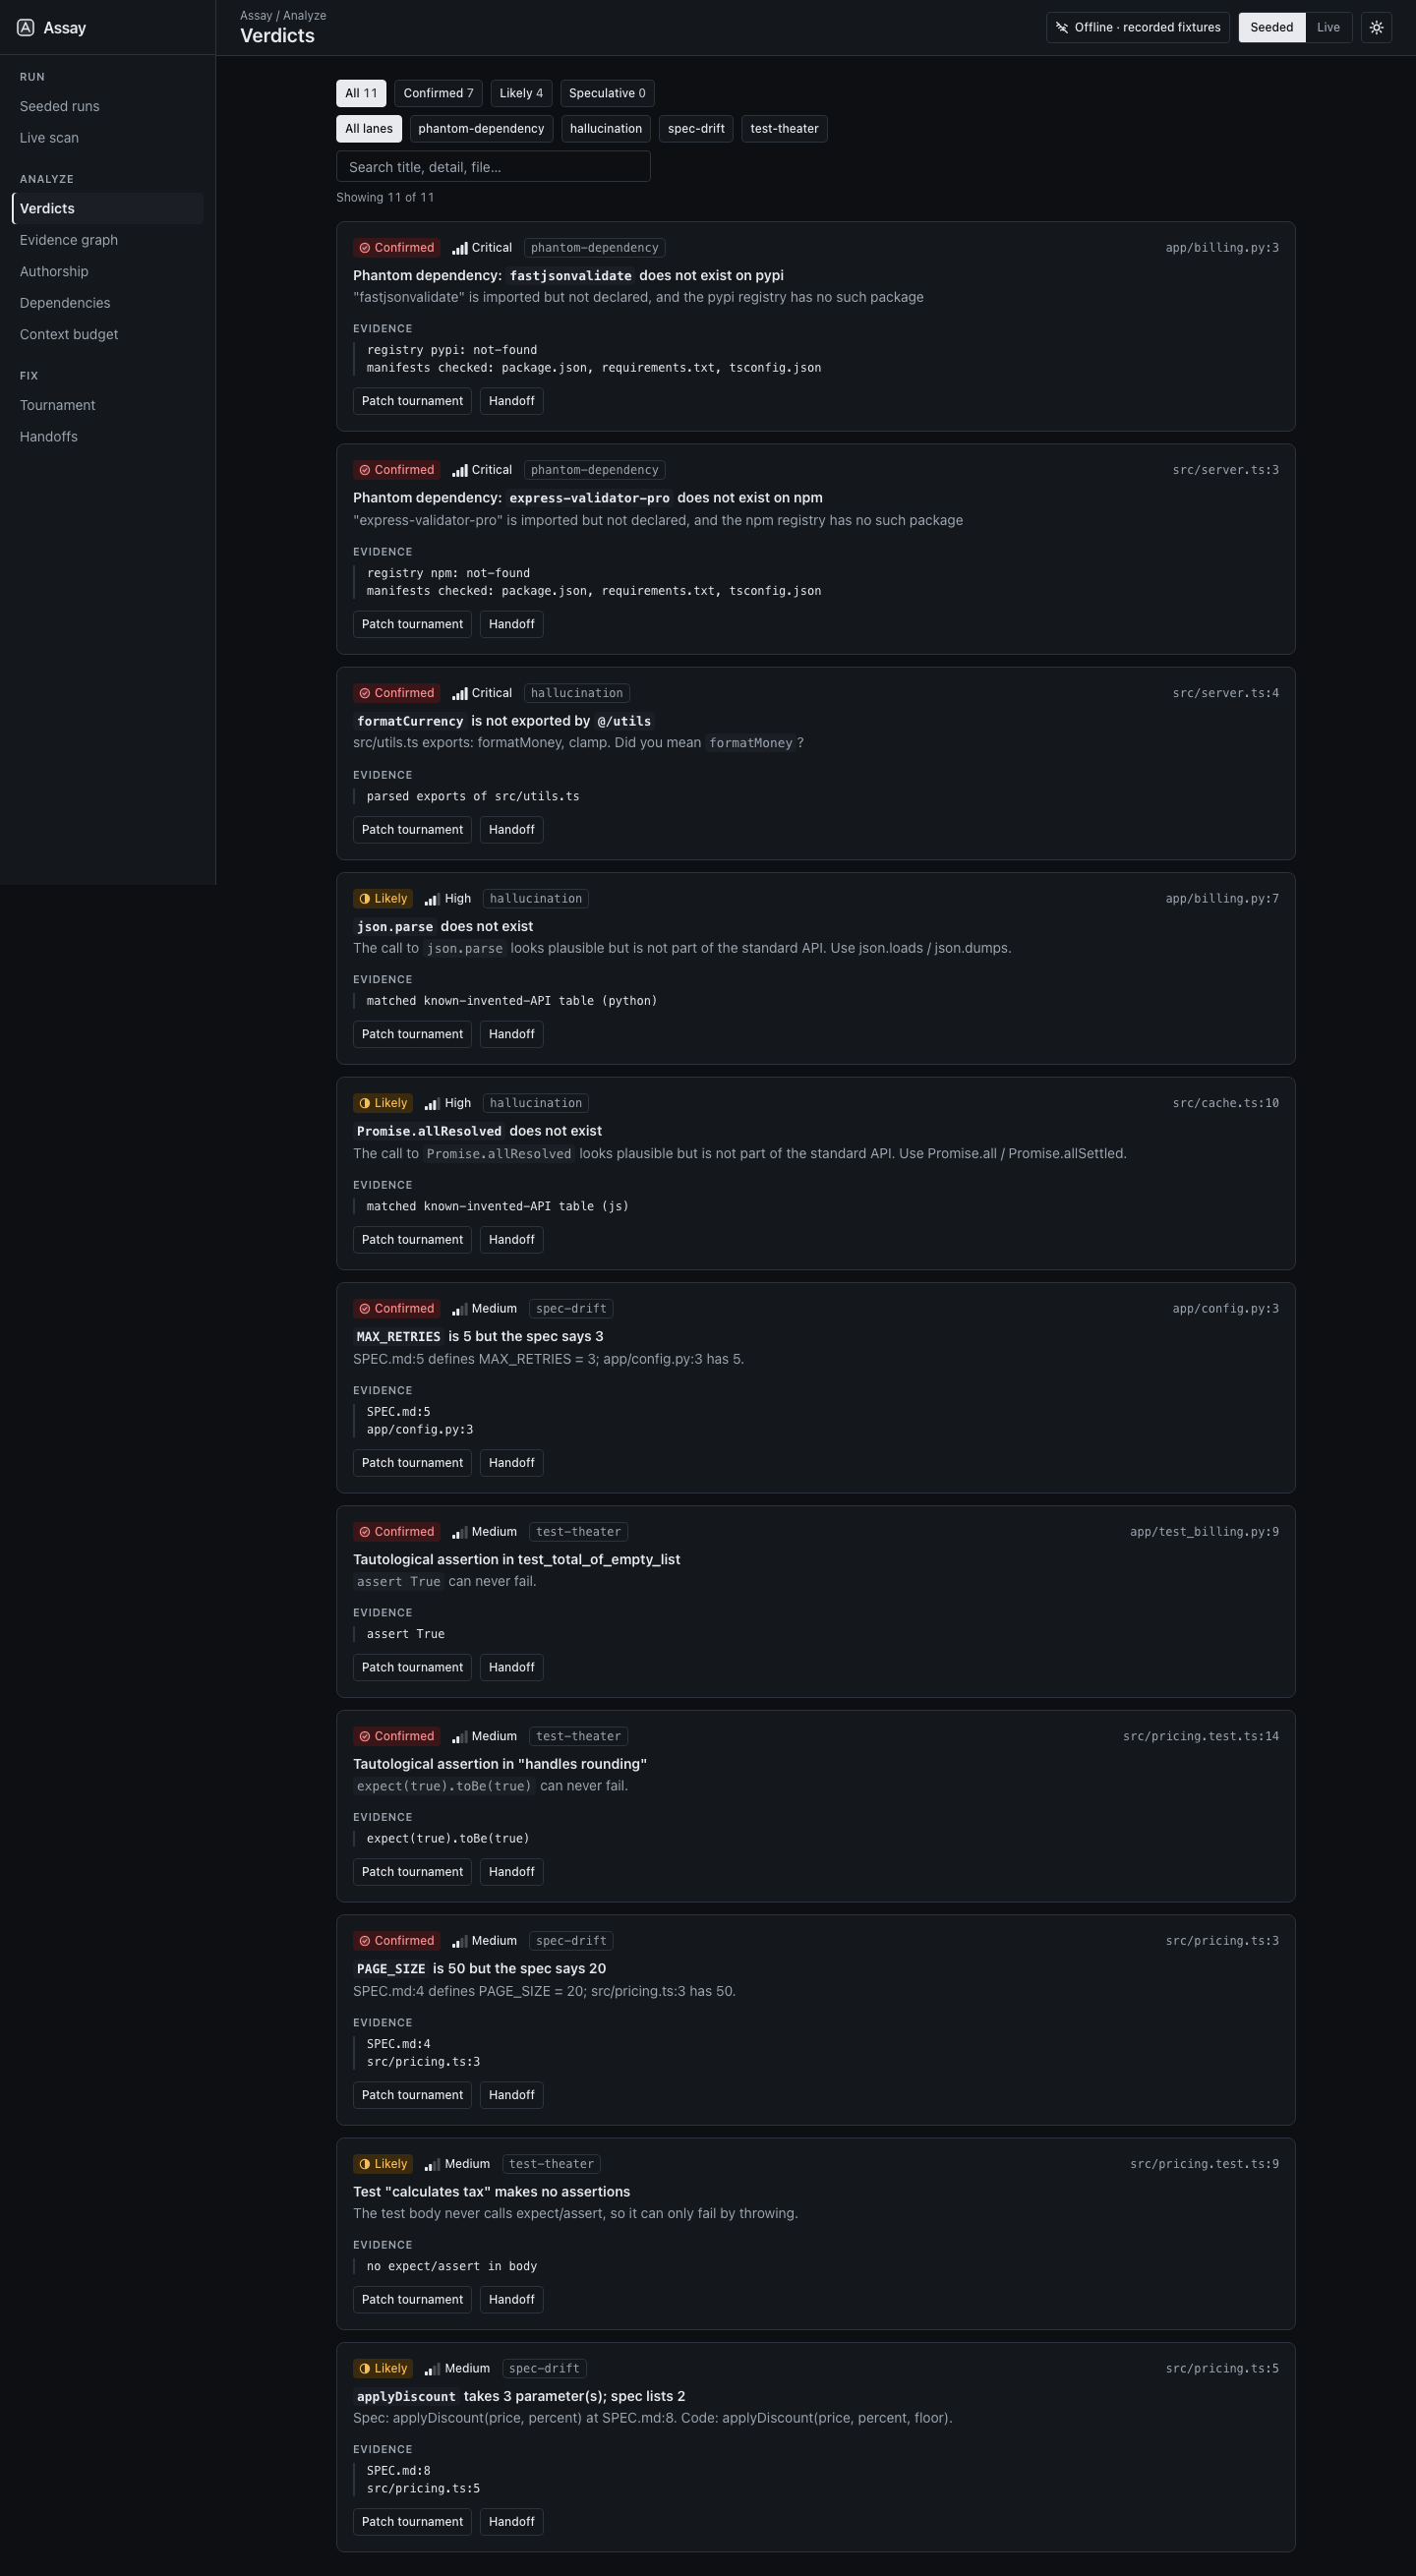 Assay
RUN
Seeded runs
Live scan
ANALYZE
Verdicts
Evidence graph
Authorship
Dependencies
Context budget
FIX
Tournament
Handoffs
Assay / Analyze
Verdicts
Offline · recorded fixtures
Seeded Live
All 11 Confirmed 7 Likely 4 Speculative 0
All lanes phantom-dependency hallucination spec-drift test-theater
Search title, detail, file...
Showing 11 of 11
Confirmed Critical phantom-dependency app/billing.py:3
Phantom dependency: fastjsonvalidate does not exist on pypi
"fastjsonvalidate" is imported but not declared, and the pypi registry has no such package
EVIDENCE
registry pypi: not-found
manifests checked: package.json, requirements.txt, tsconfig.json
Patch tournament Handoff
Confirmed Critical phantom-dependency src/server.ts:3
Phantom dependency: express-validator-pro does not exist on npm
"express-validator-pro" is imported but not declared, and the npm registry has no such package
EVIDENCE
registry npm: not-found
manifests checked: package.json, requirements.txt, tsconfig.json
Patch tournament Handoff
Confirmed Critical hallucination src/server.ts:4
formatCurrency is not exported by @/utils
src/utils.ts exports: formatMoney, clamp. Did you mean formatMoney?
EVIDENCE
parsed exports of src/utils.ts
Patch tournament Handoff
Likely High hallucination app/billing.py:7
json.parse does not exist
The call to json.parse looks plausible but is not part of the standard API. Use json.loads / json.dumps.
EVIDENCE
matched known-invented-API table (python)
Patch tournament Handoff
Likely High hallucination src/cache.ts:10
Promise.allResolved does not exist
The call to Promise.allResolved looks plausible but is not part of the standard API. Use Promise.all / Promise.allSettled.
EVIDENCE
matched known-invented-API table (js)
Patch tournament Handoff
Confirmed Medium spec-drift app/config.py:3
MAX_RETRIES is 5 but the spec says 3
SPEC.md:5 defines MAX_RETRIES = 3; app/config.py:3 has 5.
EVIDENCE
SPEC.md:5
app/config.py:3
Patch tournament Handoff
Confirmed Medium test-theater app/test_billing.py:9
Tautological assertion in test_total_of_empty_list
assert True can never fail.
EVIDENCE
assert True
Patch tournament Handoff
Confirmed Medium test-theater src/pricing.test.ts:14
Tautological assertion in "handles rounding"
expect(true).toBe(true) can never fail.
EVIDENCE
expect(true).toBe(true)
Patch tournament Handoff
Confirmed Medium spec-drift src/pricing.ts:3
PAGE_SIZE is 50 but the spec says 20
SPEC.md:4 defines PAGE_SIZE = 20; src/pricing.ts:3 has 50.
EVIDENCE
SPEC.md:4
src/pricing.ts:3
Patch tournament Handoff
Likely Medium test-theater src/pricing.test.ts:9
Test "calculates tax" makes no assertions
The test body never calls expect/assert, so it can only fail by throwing.
EVIDENCE
no expect/assert in body
Patch tournament Handoff
Likely Medium spec-drift src/pricing.ts:5
applyDiscount takes 3 parameter(s); spec lists 2
Spec: applyDiscount(price, percent) at SPEC.md:8. Code: applyDiscount(price, percent, floor).
EVIDENCE
SPEC.md:8
src/pricing.ts:5
Patch tournament Handoff